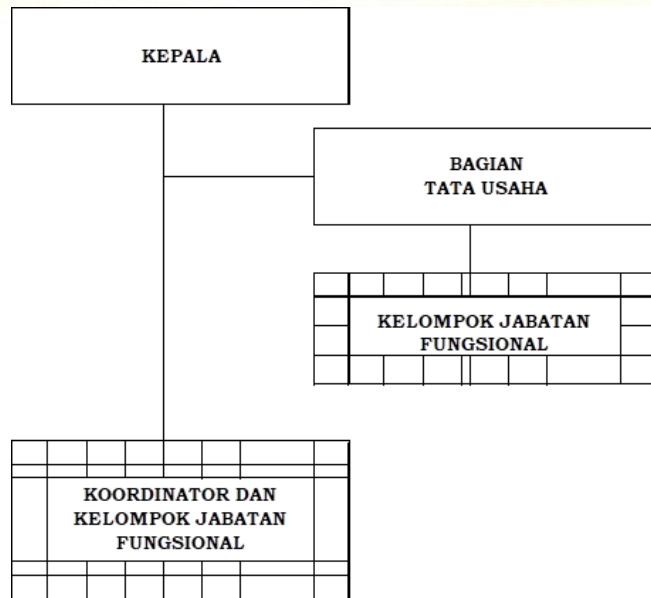 KEPALA
BAGIAN
TATA USAHA
KELOMPOK JABATAN
FUNGSIONAL
KOORDINATOR DAN
KELOMPOK JABATAN
FUNGSIONAL